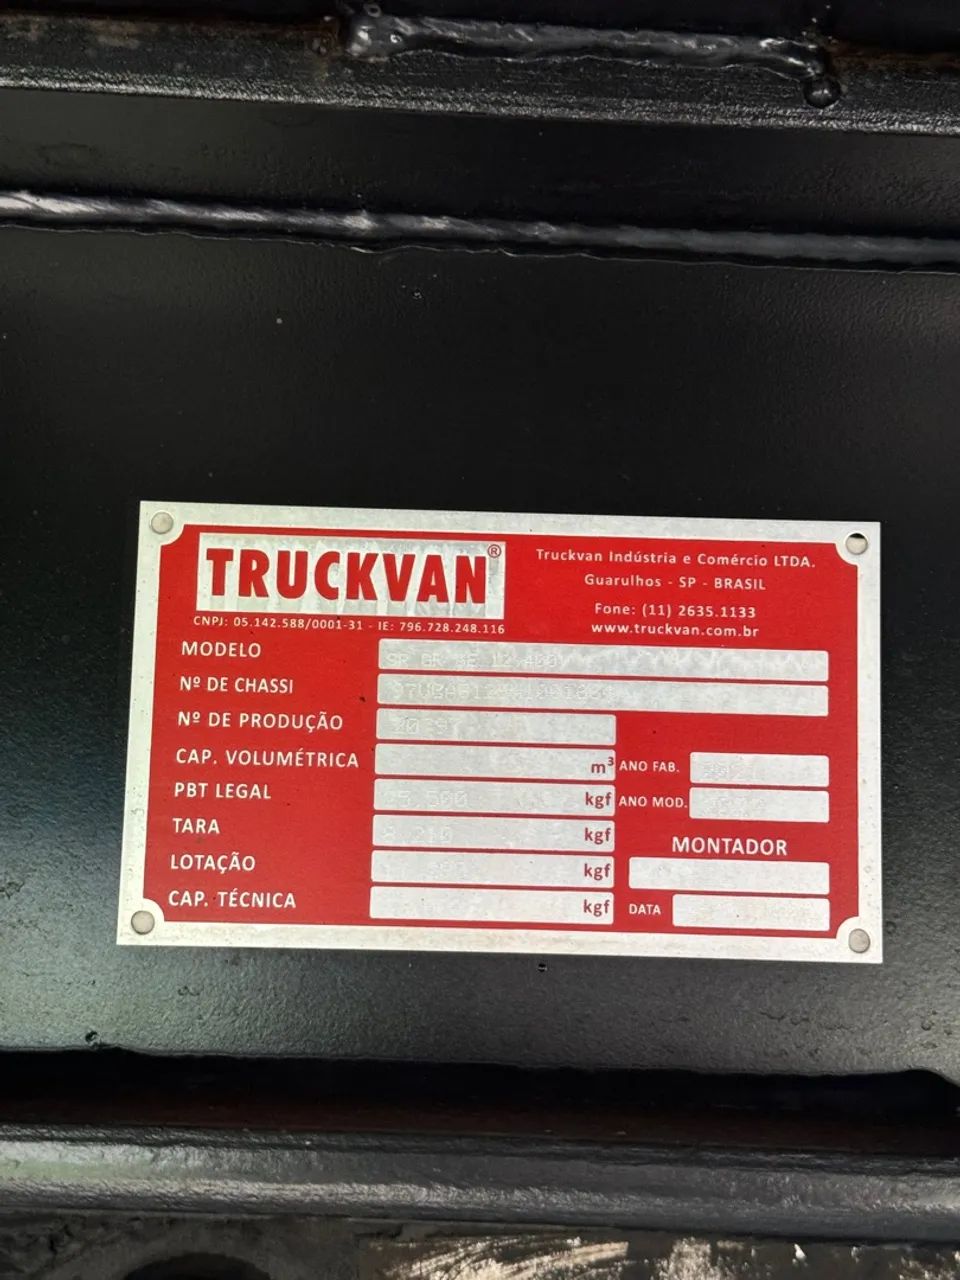 TRUCKVAN®
CNPJ: 05.142.588/0001-31 - IE: 796.728.248.116
Truckvan Indústria e Comércio LTDA.
Guarulhos - SP - BRASIL
Fone: (11) 2635.1133
www.truckvan.com.br
MODELO
Nº DE CHASSI
Nº DE PRODUÇÃO
CAP. VOLUMÉTRICA m³
PBT LEGAL kgf
TARA 8.210 kgf
LOTAÇÃO kgf
CAP. TÉCNICA kgf
ANO FAB.
ANO MOD.
MONTADOR
DATA